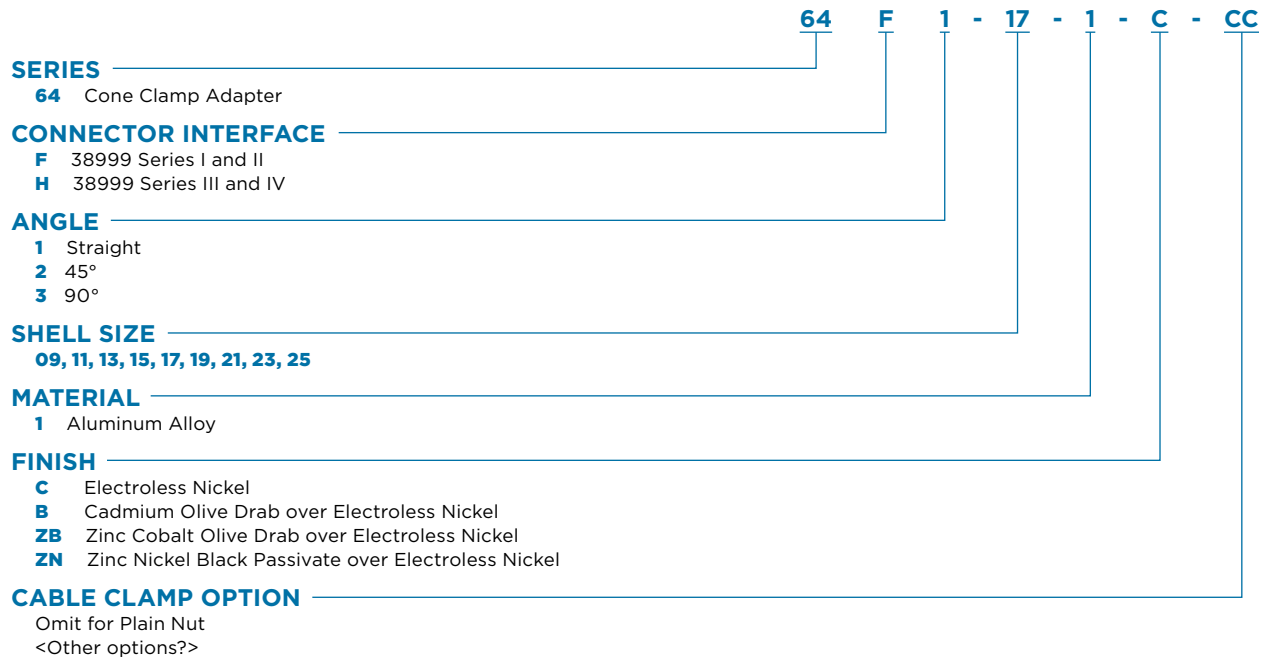 64 F 1 - 17 - 1 - C - CC
SERIES
64 Cone Clamp Adapter
CONNECTOR INTERFACE
F 38999 Series I and II
H 38999 Series III and IV
ANGLE
1 Straight
2 45°
3 90°
SHELL SIZE
09, 11, 13, 15, 17, 19, 21, 23, 25
MATERIAL
1 Aluminum Alloy
FINISH
C Electroless Nickel
B Cadmium Olive Drab over Electroless Nickel
ZB Zinc Cobalt Olive Drab over Electroless Nickel
ZN Zinc Nickel Black Passivate over Electroless Nickel
CABLE CLAMP OPTION
Omit for Plain Nut
<Other options?>